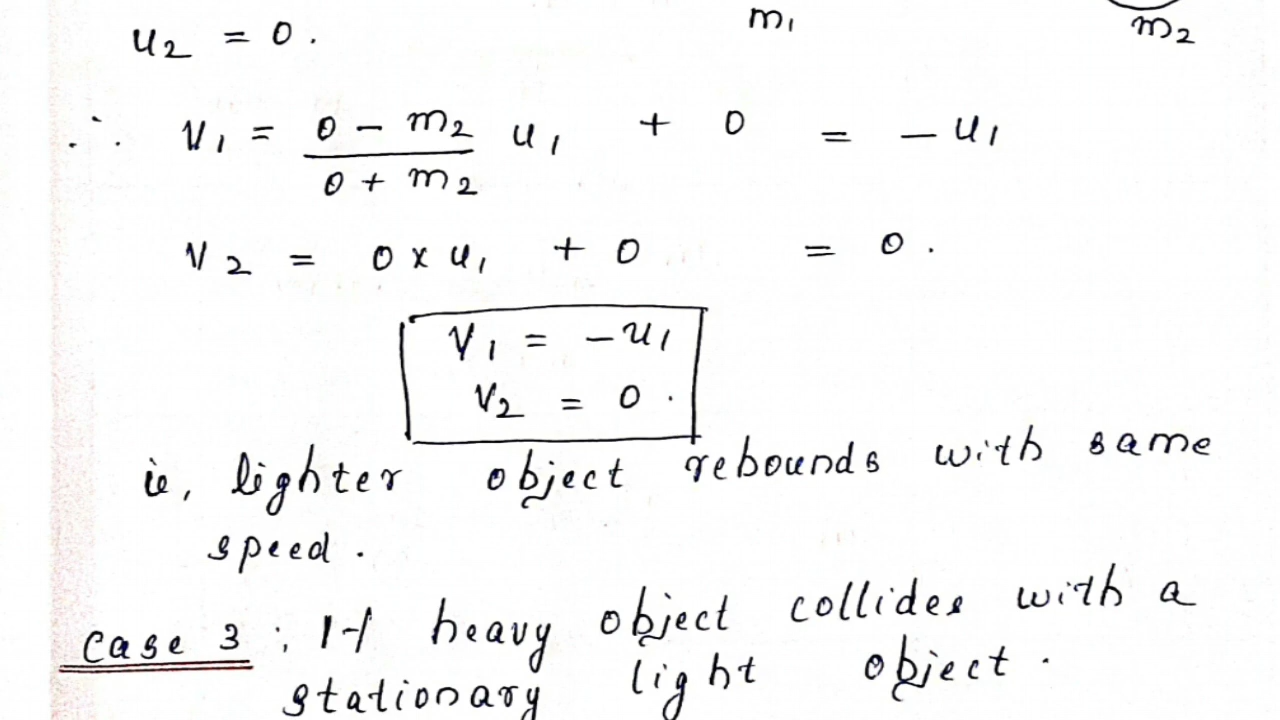 u₂ = 0.
m₁
m₂
∴ V₁ = (0 - m₂)/(0 + m₂) u₁ + 0 = - u₁
V₂ = 0 x u₁ + 0 = 0.
V₁ = - u₁
V₂ = 0.
ie, lighter object rebounds with same
speed.
Case 3 : A heavy object collides with a
stationary light object.